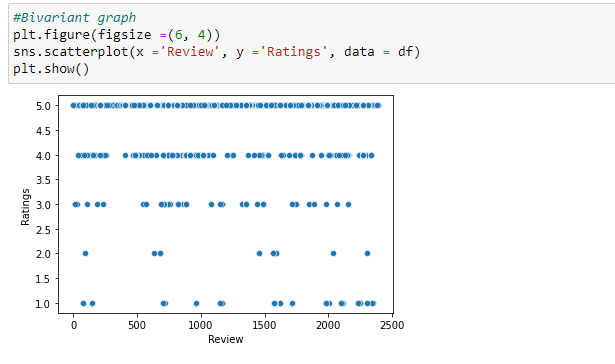 #Bivariant graph
plt.figure(figsize =(6, 4))
sns.scatterplot(x ='Review', y ='Ratings', data = df)
plt.show()
5.0
4.5
4.0
3.5
3.0
2.5
2.0
1.5
1.0
Ratings
0 500 1000 1500 2000 2500
Review